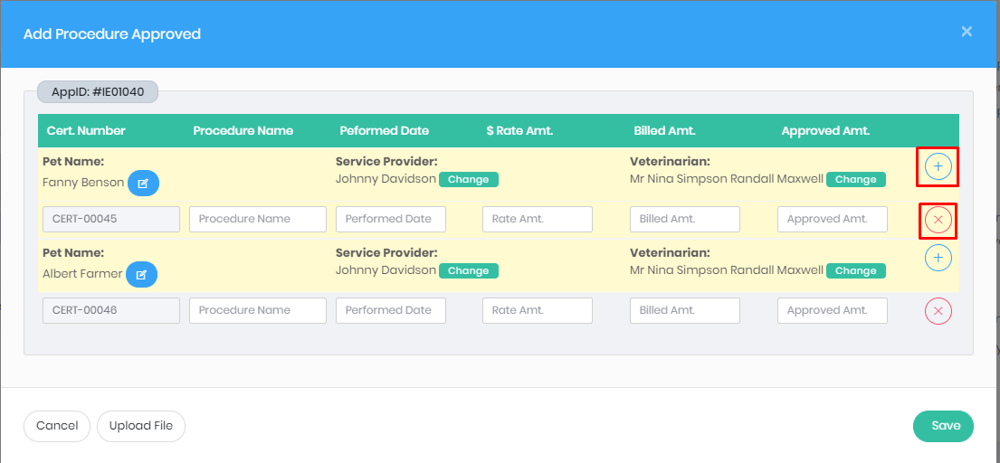 Add Procedure Approved
AppID: #IE01040
Cert. Number Procedure Name Peformed Date $ Rate Amt. Billed Amt. Approved Amt.
Pet Name: Service Provider: Veterinarian:
Fanny Benson Johnny Davidson Change Mr Nina Simpson Randall Maxwell Change
CERT-00045 Procedure Name Performed Date Rate Amt. Billed Amt. Approved Amt.
Pet Name: Service Provider: Veterinarian:
Albert Farmer Johnny Davidson Change Mr Nina Simpson Randall Maxwell Change
CERT-00046 Procedure Name Performed Date Rate Amt. Billed Amt. Approved Amt.
Cancel Upload File Save